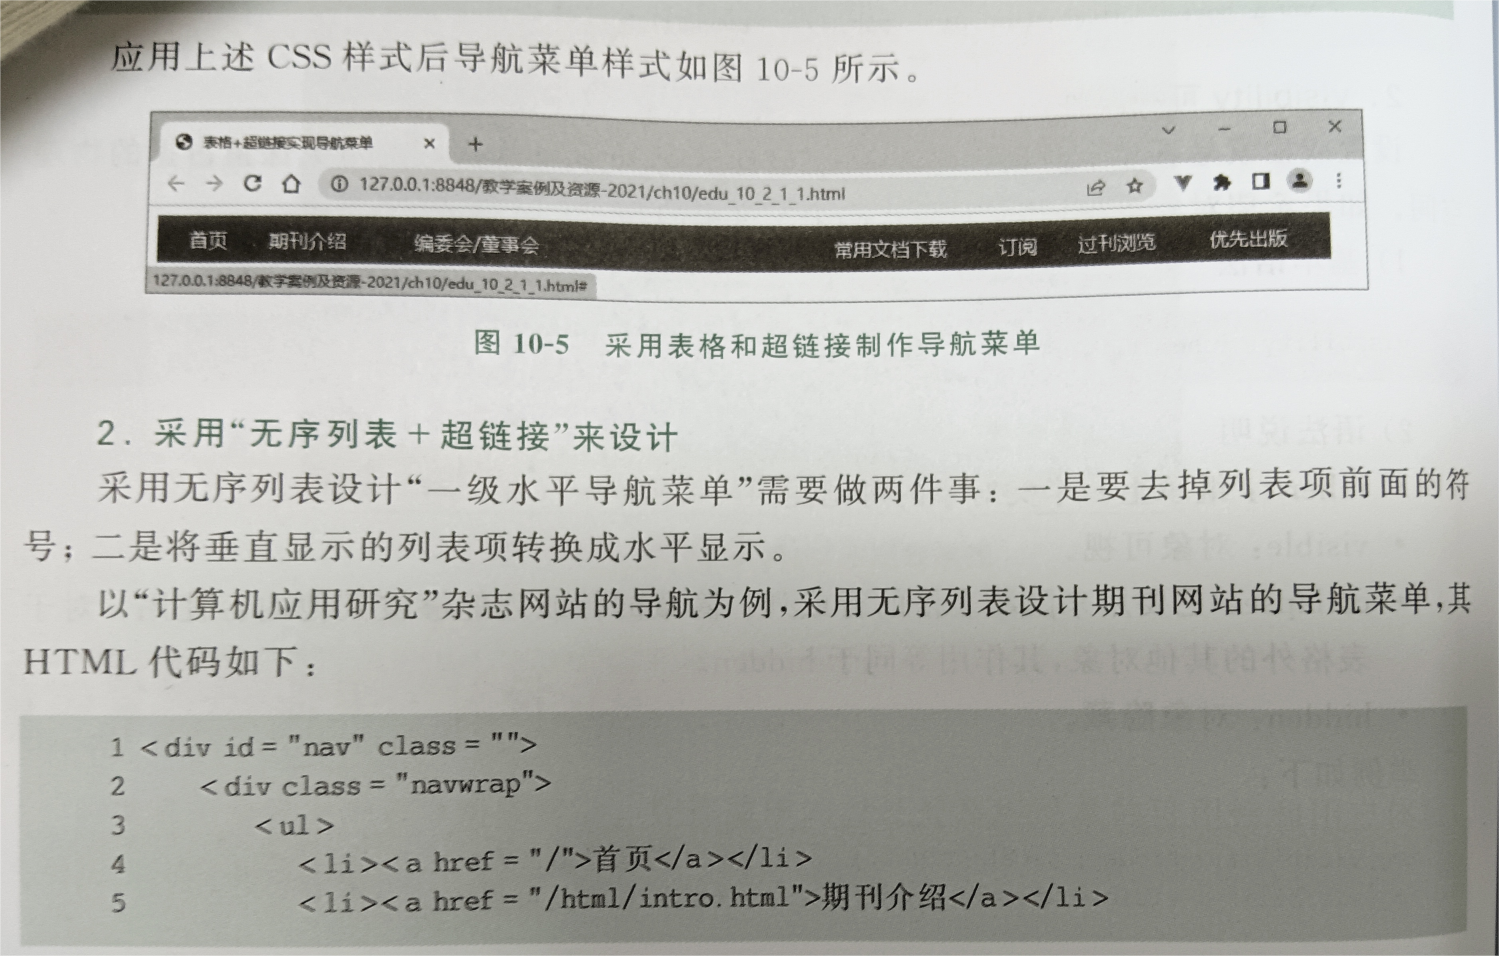 应用上述 CSS 样式后导航菜单样式如图 10-5 所示。
表格+超链接实现导航菜单
127.0.0.1:8848/教学案例及资源-2021/ch10/edu_10_2_1_1.html
首页 期刊介绍 编委会/董事会 常用文档下载 订阅 过刊浏览 优先出版
127.0.0.1:8848/教学案例及资源-2021/ch10/edu_10_2_1_1.html#
图 10-5 采用表格和超链接制作导航菜单
2. 采用“无序列表+超链接”来设计
采用无序列表设计“一级水平导航菜单”需要做两件事：一是要去掉列表项前面的符
号；二是将垂直显示的列表项转换成水平显示。
以“计算机应用研究”杂志网站的导航为例,采用无序列表设计期刊网站的导航菜单,其
HTML 代码如下：
1 <div id = "nav" class = "">
2 <div class = "navwrap">
3 <ul>
4 <li><a href = "/">首页</a></li>
5 <li><a href = "/html/intro.html">期刊介绍</a></li>